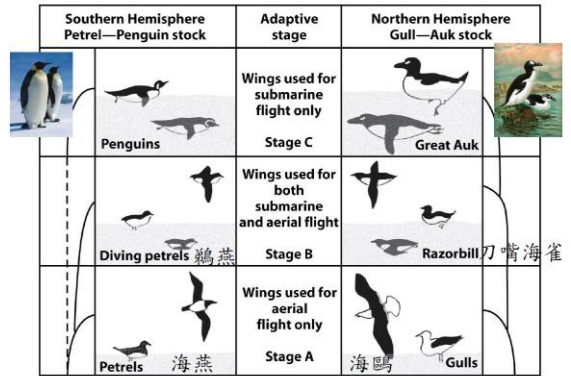 Southern Hemisphere
Petrel—Penguin stock
Adaptive
stage
Northern Hemisphere
Gull—Auk stock
Penguins
Wings used for
submarine
flight only
Stage C
Great Auk
Diving petrels 鵜燕
Wings used for
both
submarine
and aerial flight
Stage B
Razorbill 刀嘴海雀
Petrels 海燕
Wings used for
aerial
flight only
Stage A
海鷗 Gulls